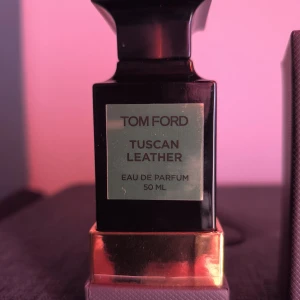 TOM FORD
TUSCAN
LEATHER
EAU DE PARFUM
50 ML